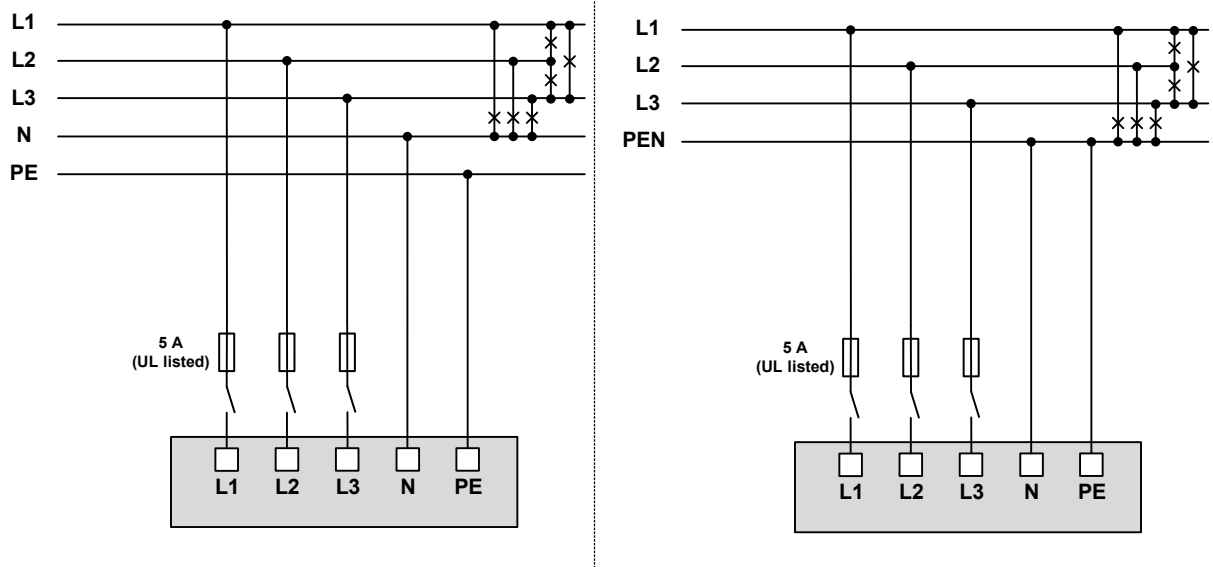 L1
L2
L3
N
PE
5 A
(UL listed)
L1 L2 L3 N PE
L1
L2
L3
PEN
5 A
(UL listed)
L1 L2 L3 N PE